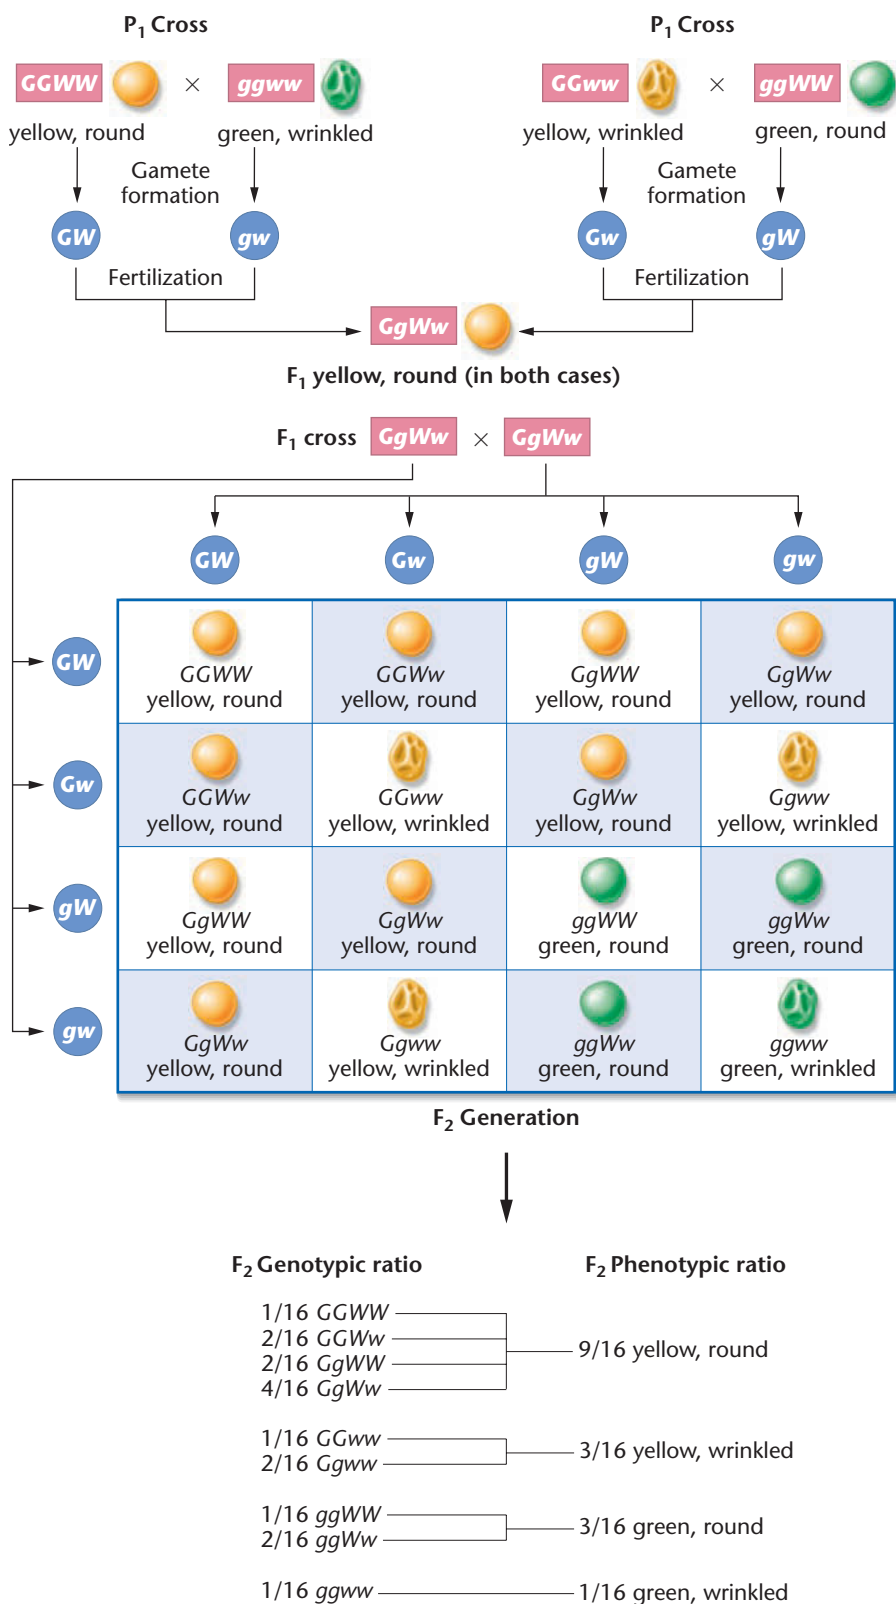 P1 Cross P1 Cross
GGWW × ggww GGww × ggWW
yellow, round green, wrinkled yellow, wrinkled green, round
Gamete formation Gamete formation
GW gw Gw gW
Fertilization Fertilization
GgWw
F1 yellow, round (in both cases)
F1 cross GgWw × GgWw
GW Gw gW gw
GW
GGWW GGWw GgWW GgWw
yellow, round yellow, round yellow, round yellow, round
Gw
GGWw GGww GgWw Ggww
yellow, round yellow, wrinkled yellow, round yellow, wrinkled
gW
GgWW GgWw ggWW ggWw
yellow, round yellow, round green, round green, round
gw
GgWw Ggww ggWw ggww
yellow, round yellow, wrinkled green, round green, wrinkled
F2 Generation
F2 Genotypic ratio F2 Phenotypic ratio
1/16 GGWW
2/16 GGWw
2/16 GgWW
4/16 GgWw
9/16 yellow, round
1/16 GGww
2/16 Ggww
3/16 yellow, wrinkled
1/16 ggWW
2/16 ggWw
3/16 green, round
1/16 ggww 1/16 green, wrinkled